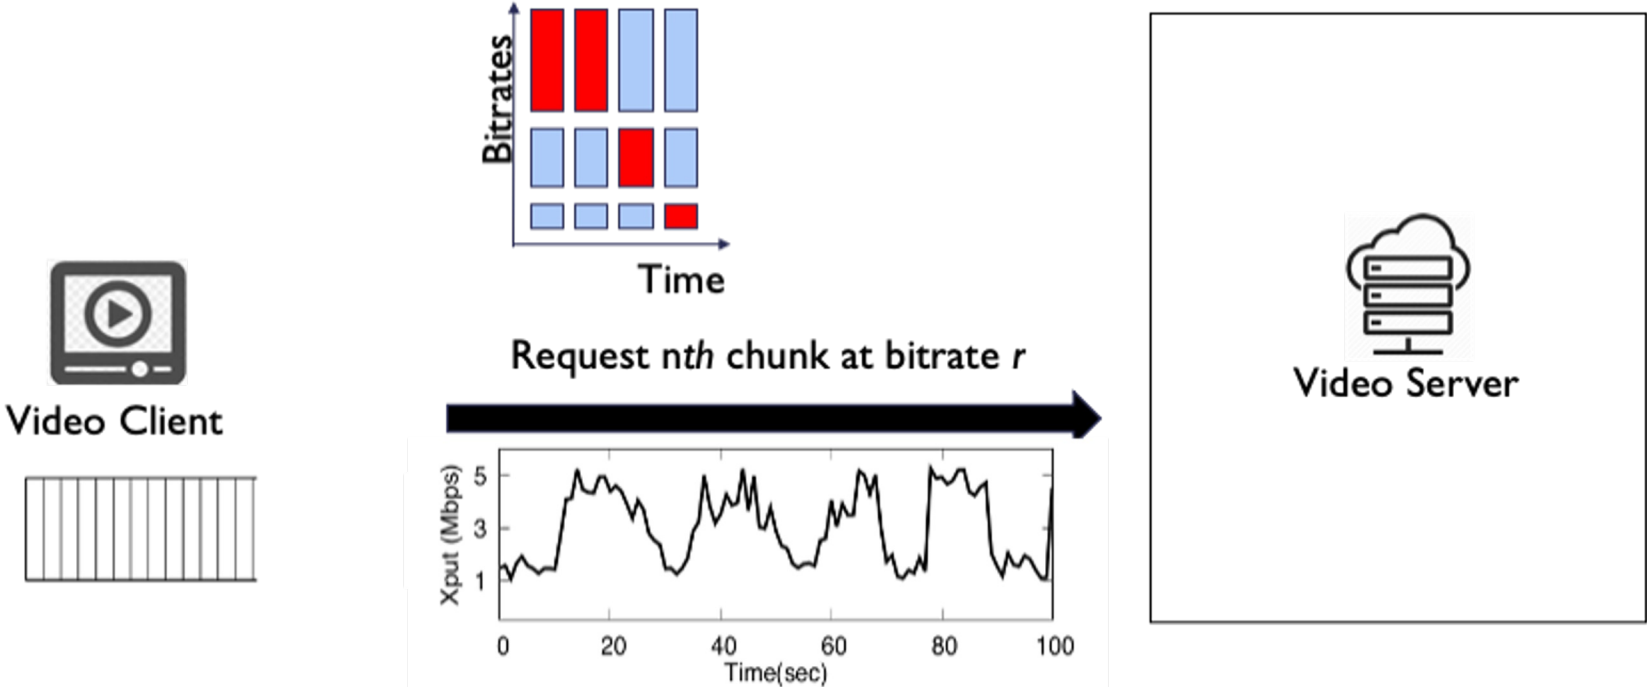 Bitrates
Time
Request nth chunk at bitrate r
Video Client
Video Server
Xput (Mbps)
5
3
1
0 20 40 60 80 100
Time(sec)